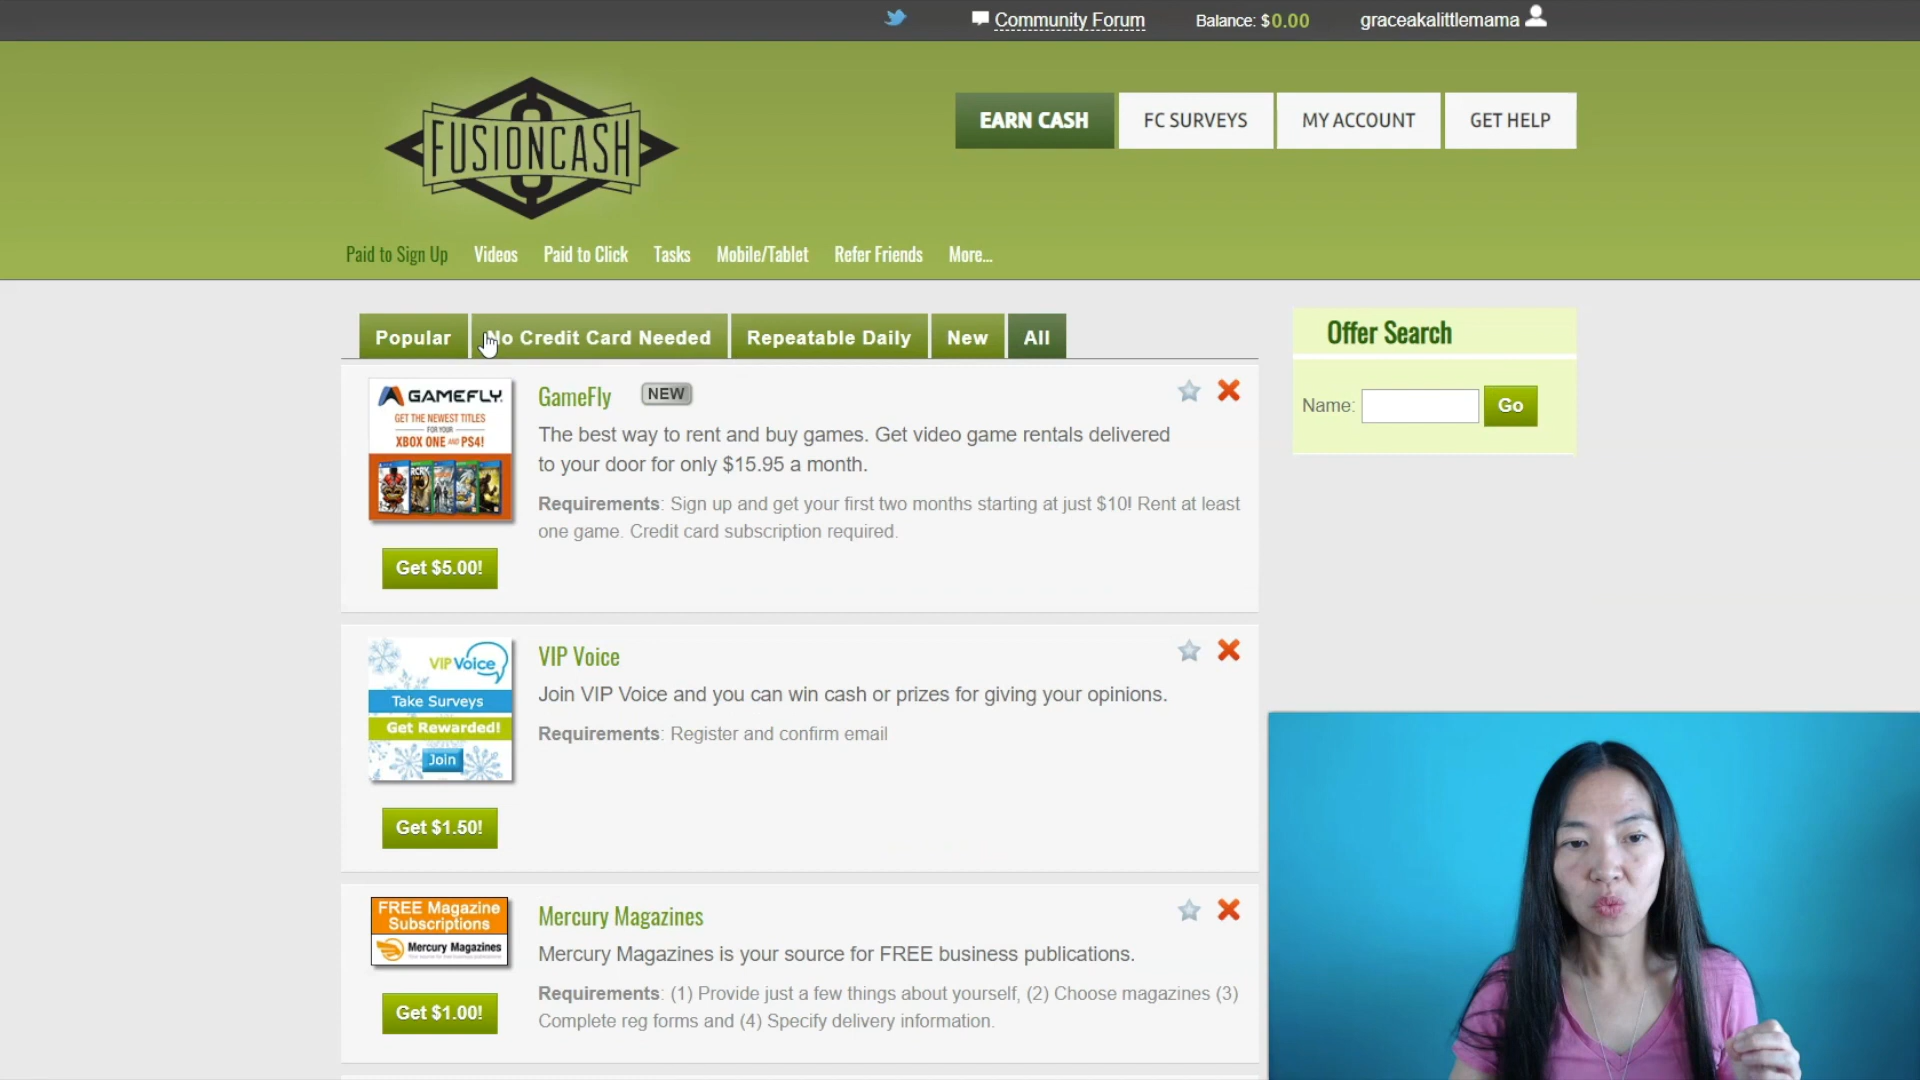 Community Forum
Balance: $0.00
graceakalittlemama
FUSIONCASH
EARN CASH
FC SURVEYS
MY ACCOUNT
GET HELP
Paid to Sign Up
Videos
Paid to Click
Tasks
Mobile/Tablet
Refer Friends
More...
Popular
No Credit Card Needed
Repeatable Daily
New
All
Offer Search
Name:
Go
GAMEFLY.
GET THE NEWEST TITLES
FOR YOUR
XBOX ONE AND PS4!
Get $5.00!
GameFly
NEW
The best way to rent and buy games. Get video game rentals delivered
to your door for only $15.95 a month.
Requirements: Sign up and get your first two months starting at just $10! Rent at least
one game. Credit card subscription required.
VIP Voice
Take Surveys
Get Rewarded!
Join
Get $1.50!
VIP Voice
Join VIP Voice and you can win cash or prizes for giving your opinions.
Requirements: Register and confirm email
FREE Magazine
Subscriptions
Mercury Magazines
Get $1.00!
Mercury Magazines
Mercury Magazines is your source for FREE business publications.
Requirements: (1) Provide just a few things about yourself, (2) Choose magazines (3)
Complete reg forms and (4) Specify delivery information.